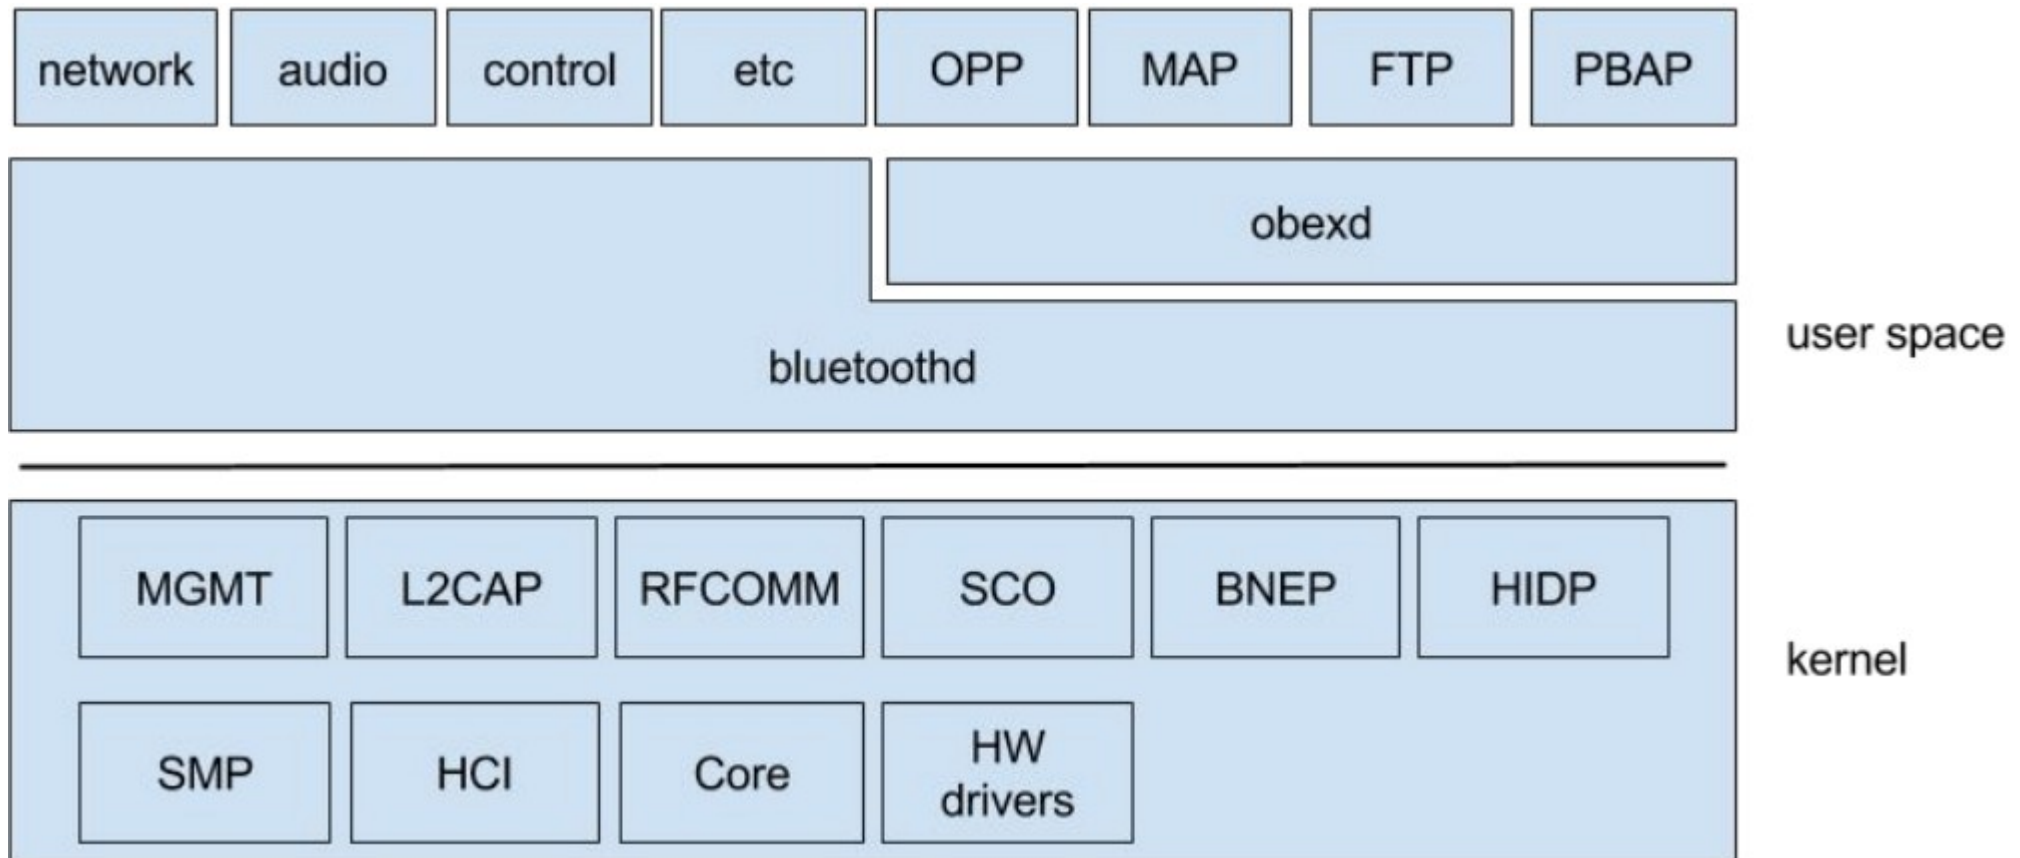 network
audio
control
etc
OPP
MAP
FTP
PBAP
obexd
user space
bluetoothd
MGMT
L2CAP
RFCOMM
SCO
BNEP
HIDP
kernel
SMP
HCI
Core
HW
drivers